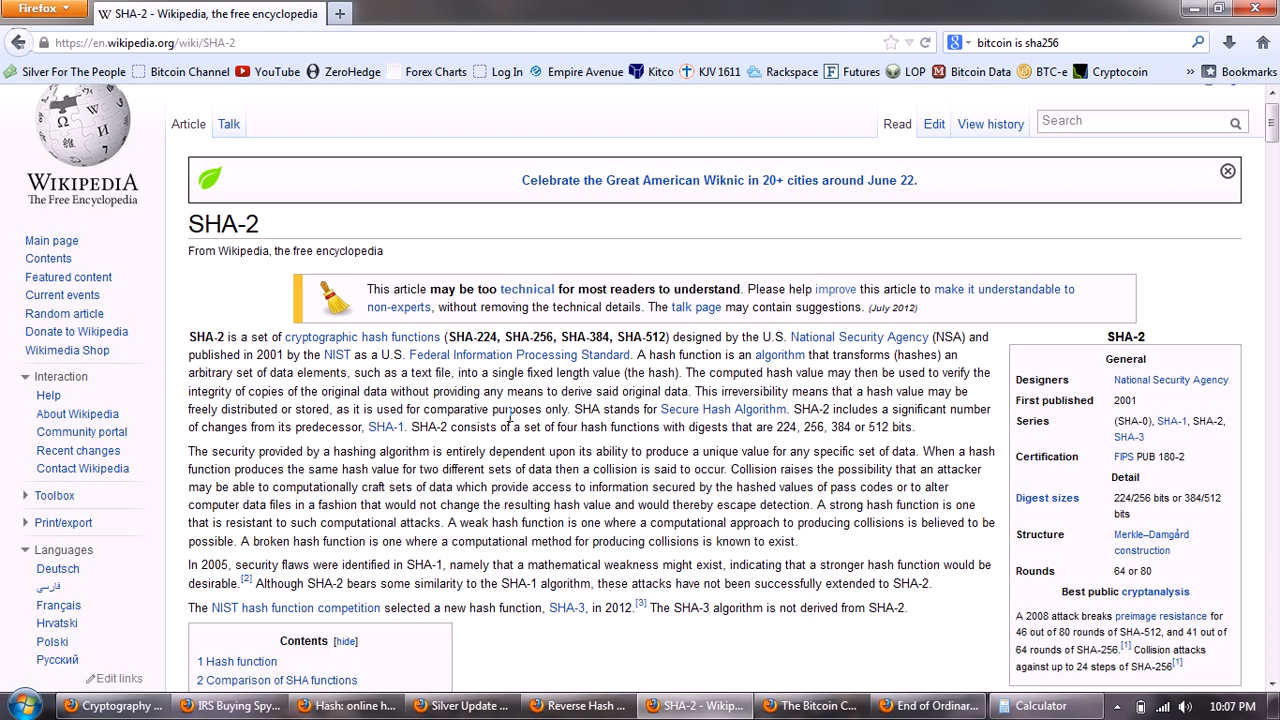 Firefox
SHA-2 - Wikipedia, the free encyclopedia
https://en.wikipedia.org/wiki/SHA-2
bitcoin is sha256
Silver For The People
Bitcoin Channel
YouTube
ZeroHedge
Forex Charts
Log In
Empire Avenue
Kitco
KJV 1611
Rackspace
Futures
LOP
Bitcoin Data
BTC-e
Cryptocoin
»
Bookmarks
WIKIPEDIA
The Free Encyclopedia
Main page
Contents
Featured content
Current events
Random article
Donate to Wikipedia
Wikimedia Shop
Interaction
Help
About Wikipedia
Community portal
Recent changes
Contact Wikipedia
Toolbox
Print/export
Languages
Deutsch
فارسی
Français
Hrvatski
Polski
Русский
Edit links
Article
Talk
Read
Edit
View history
Search
Celebrate the Great American Wiknic in 20+ cities around June 22.
SHA-2
From Wikipedia, the free encyclopedia
This article may be too technical for most readers to understand. Please help improve this article to make it understandable to
non-experts, without removing the technical details. The talk page may contain suggestions. (July 2012)
SHA-2 is a set of cryptographic hash functions (SHA-224, SHA-256, SHA-384, SHA-512) designed by the U.S. National Security Agency (NSA) and
published in 2001 by the NIST as a U.S. Federal Information Processing Standard. A hash function is an algorithm that transforms (hashes) an
arbitrary set of data elements, such as a text file, into a single fixed length value (the hash). The computed hash value may then be used to verify the
integrity of copies of the original data without providing any means to derive said original data. This irreversibility means that a hash value may be
freely distributed or stored, as it is used for comparative purposes only. SHA stands for Secure Hash Algorithm. SHA-2 includes a significant number
of changes from its predecessor, SHA-1. SHA-2 consists of a set of four hash functions with digests that are 224, 256, 384 or 512 bits.
The security provided by a hashing algorithm is entirely dependent upon its ability to produce a unique value for any specific set of data. When a hash
function produces the same hash value for two different sets of data then a collision is said to occur. Collision raises the possibility that an attacker
may be able to computationally craft sets of data which provide access to information secured by the hashed values of pass codes or to alter
computer data files in a fashion that would not change the resulting hash value and would thereby escape detection. A strong hash function is one
that is resistant to such computational attacks. A weak hash function is one where a computational approach to producing collisions is believed to be
possible. A broken hash function is one where a computational method for producing collisions is known to exist.
In 2005, security flaws were identified in SHA-1, namely that a mathematical weakness might exist, indicating that a stronger hash function would be
desirable.[2] Although SHA-2 bears some similarity to the SHA-1 algorithm, these attacks have not been successfully extended to SHA-2.
The NIST hash function competition selected a new hash function, SHA-3, in 2012.[3] The SHA-3 algorithm is not derived from SHA-2.
Contents [hide]
1 Hash function
2 Comparison of SHA functions
SHA-2
General
Designers National Security Agency
First published 2001
Series (SHA-0), SHA-1, SHA-2,
SHA-3
Certification FIPS PUB 180-2
Detail
Digest sizes 224/256 bits or 384/512
bits
Structure Merkle–Damgård
construction
Rounds 64 or 80
Best public cryptanalysis
A 2008 attack breaks preimage resistance for
46 out of 80 rounds of SHA-512, and 41 out of
64 rounds of SHA-256.[1] Collision attacks
against up to 24 steps of SHA-256[1]
Cryptography ...
IRS Buying Spy...
Hash: online h...
Silver Update ...
Reverse Hash ...
SHA-2 - Wikip...
The Bitcoin C...
End of Ordinar...
Calculator
10:07 PM